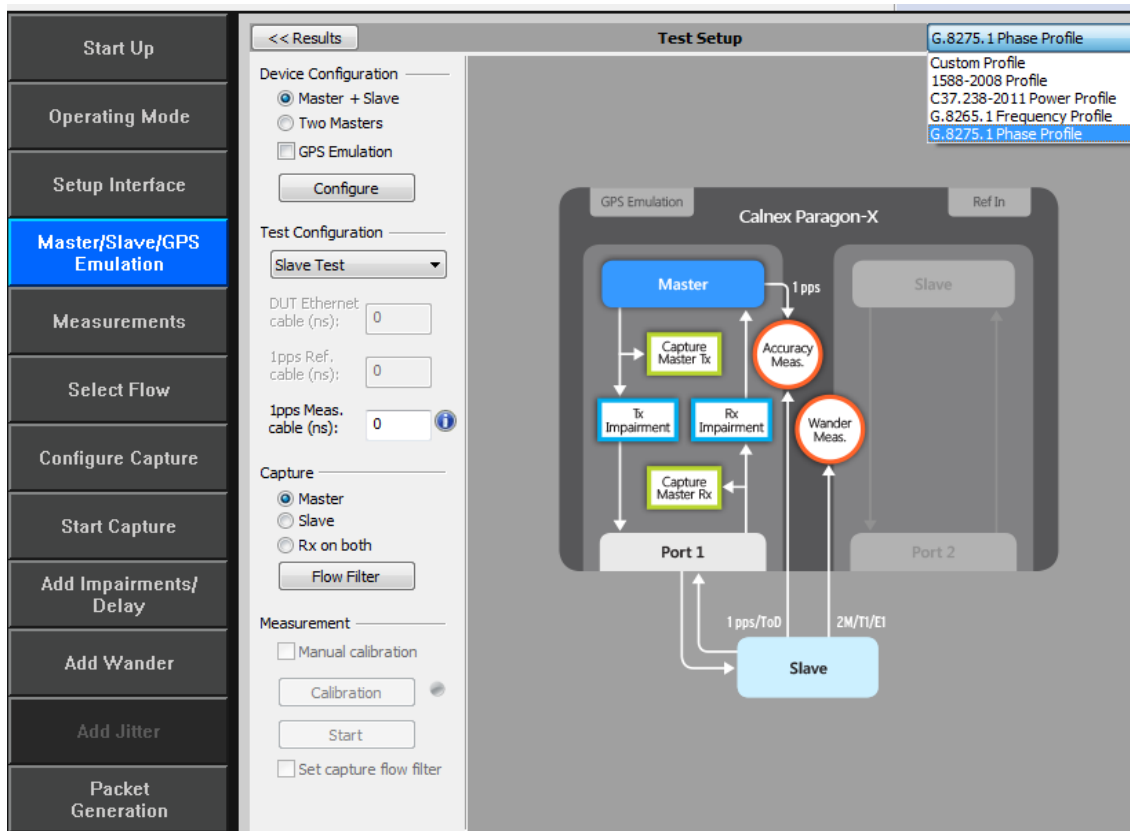 Start Up
Operating Mode
Setup Interface
Master/Slave/GPS
Emulation
Measurements
Select Flow
Configure Capture
Start Capture
Add Impairments/
Delay
Add Wander
Add Jitter
Packet
Generation
<< Results
Test Setup
G.8275.1 Phase Profile
Custom Profile
1588-2008 Profile
C37.238-2011 Power Profile
G.8265.1 Frequency Profile
G.8275.1 Phase Profile
Device Configuration
Master + Slave
Two Masters
GPS Emulation
Configure
Test Configuration
Slave Test
DUT Ethernet
cable (ns):
0
1pps Ref.
cable (ns):
0
1pps Meas.
cable (ns):
0
Capture
Master
Slave
Rx on both
Flow Filter
Measurement
Manual calibration
Calibration
Start
Set capture flow filter
GPS Emulation
Calnex Paragon-X
Ref In
Master
1 pps
Slave
Capture
Master Tx
Accuracy
Meas.
Tx
Impairment
Rx
Impairment
Wander
Meas.
Capture
Master Rx
Port 1
Port 2
1 pps/ToD
2M/T1/E1
Slave